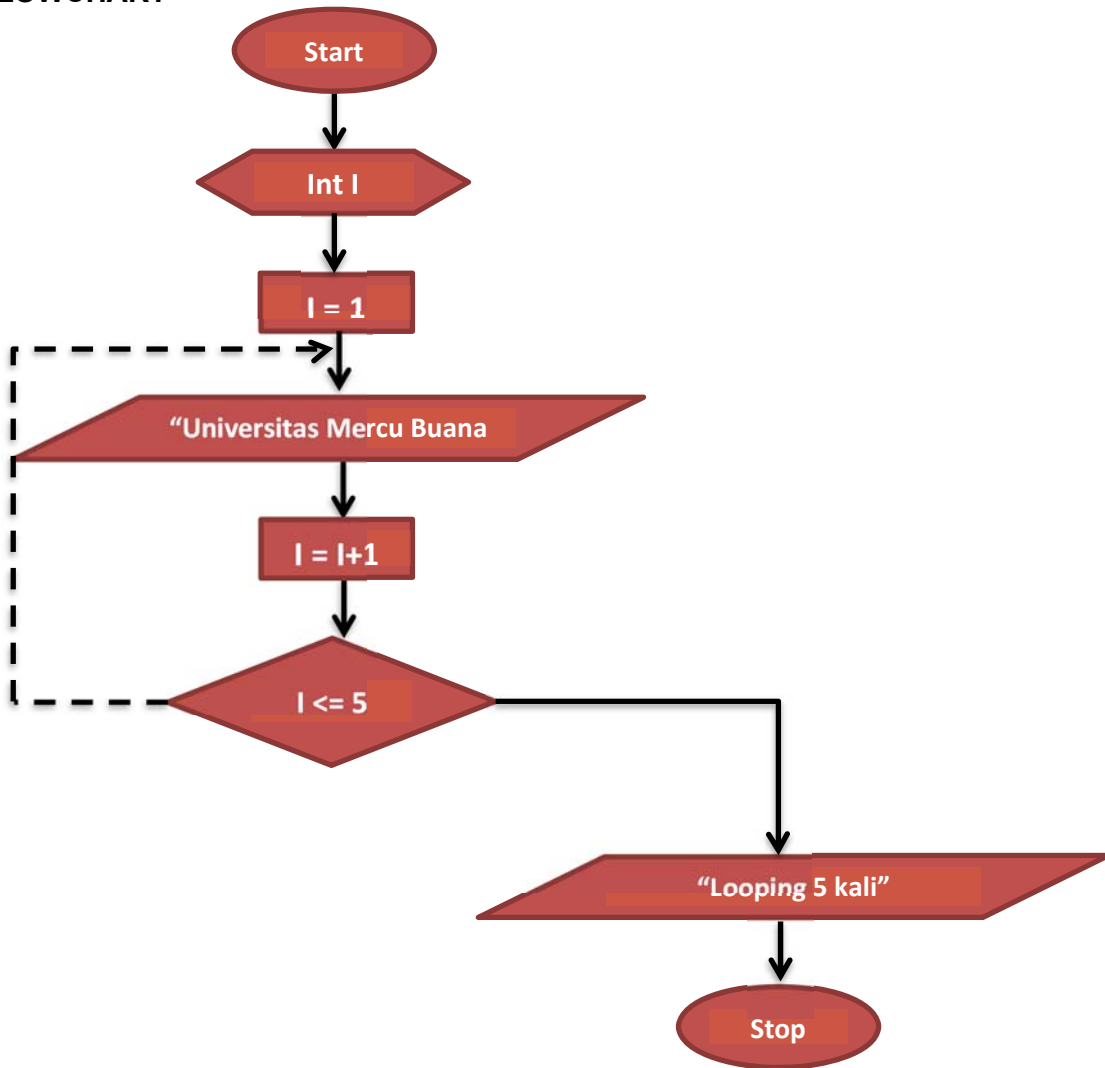 Start
Int I
I = 1
“Universitas Mercu Buana
I = I+1
I <= 5
“Looping 5 kali”
Stop